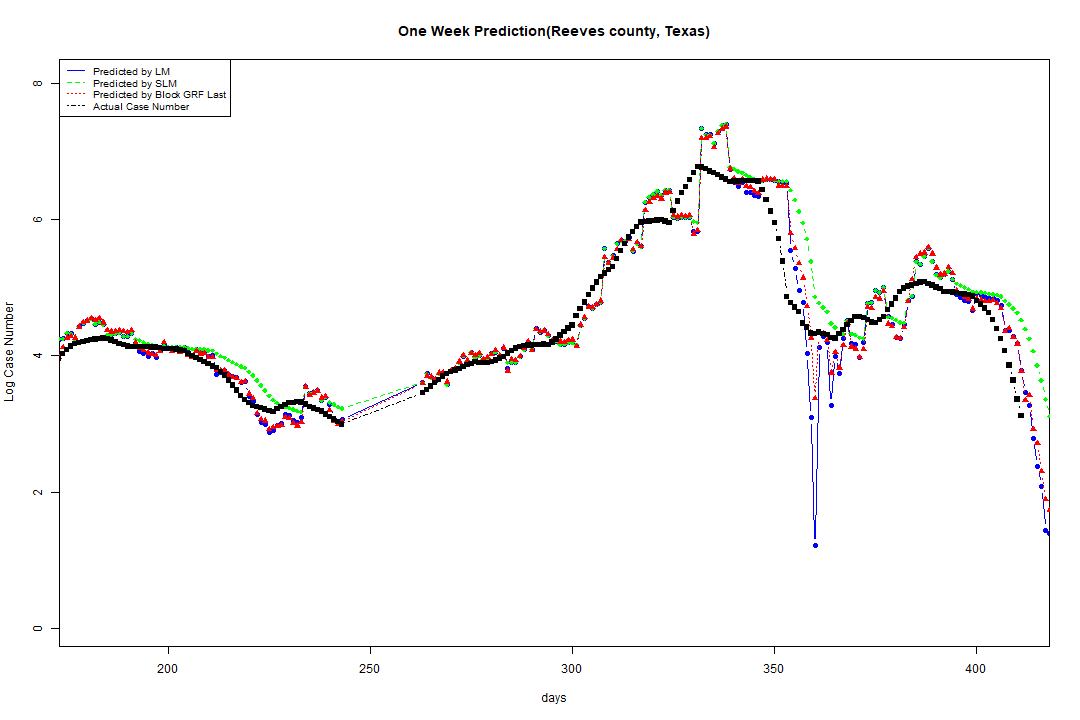 One Week Prediction(Reeves county, Texas)
Predicted by LM
Predicted by SLM
Predicted by Block GRF Last
Actual Case Number
Log Case Number
8
6
4
2
0
200 250 300 350 400
days